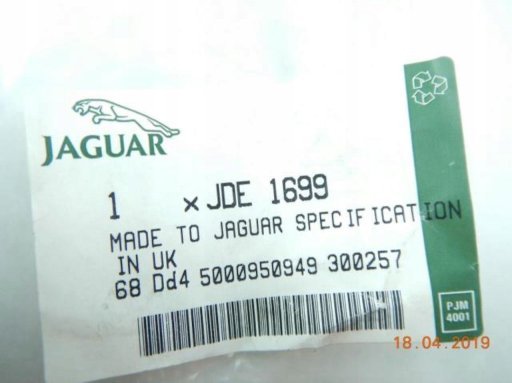 JAGUAR
1 x JDE 1699
MADE TO JAGUAR SPECIFICATION
IN UK
68 Dd4 5000950949 300257
PJM
4001
18.04.2019